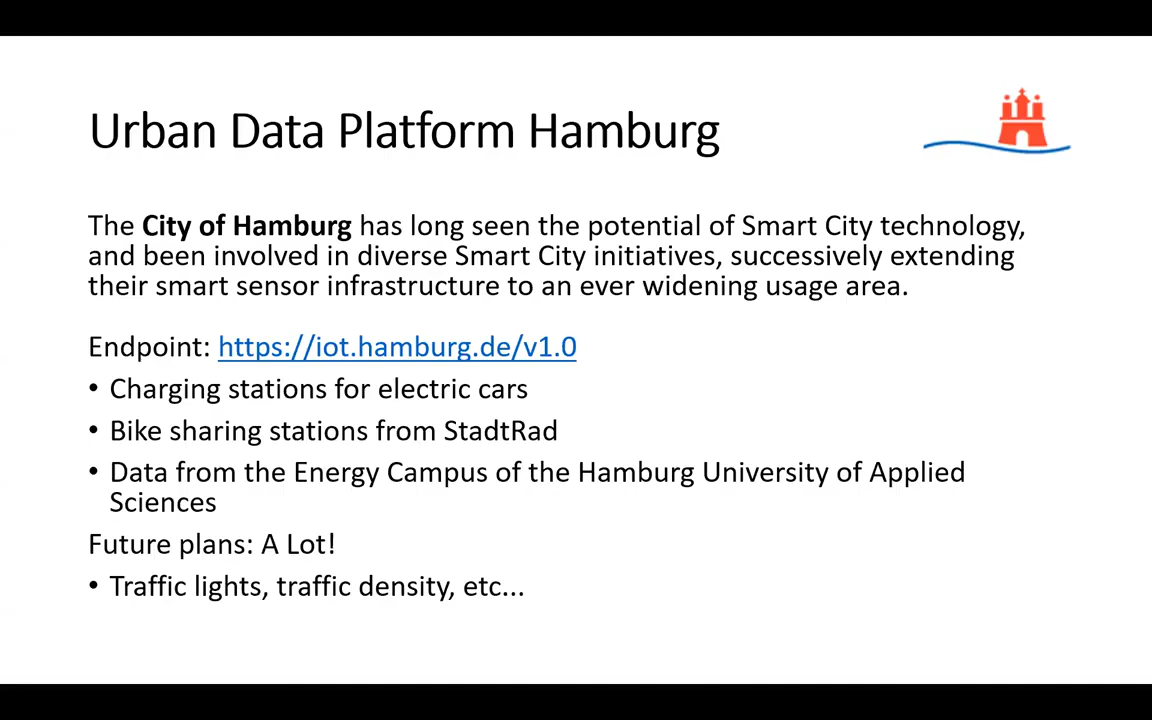 Urban Data Platform Hamburg
The City of Hamburg has long seen the potential of Smart City technology,
and been involved in diverse Smart City initiatives, successively extending
their smart sensor infrastructure to an ever widening usage area.
Endpoint: https://iot.hamburg.de/v1.0
• Charging stations for electric cars
• Bike sharing stations from StadtRad
• Data from the Energy Campus of the Hamburg University of Applied
Sciences
Future plans: A Lot!
• Traffic lights, traffic density, etc...